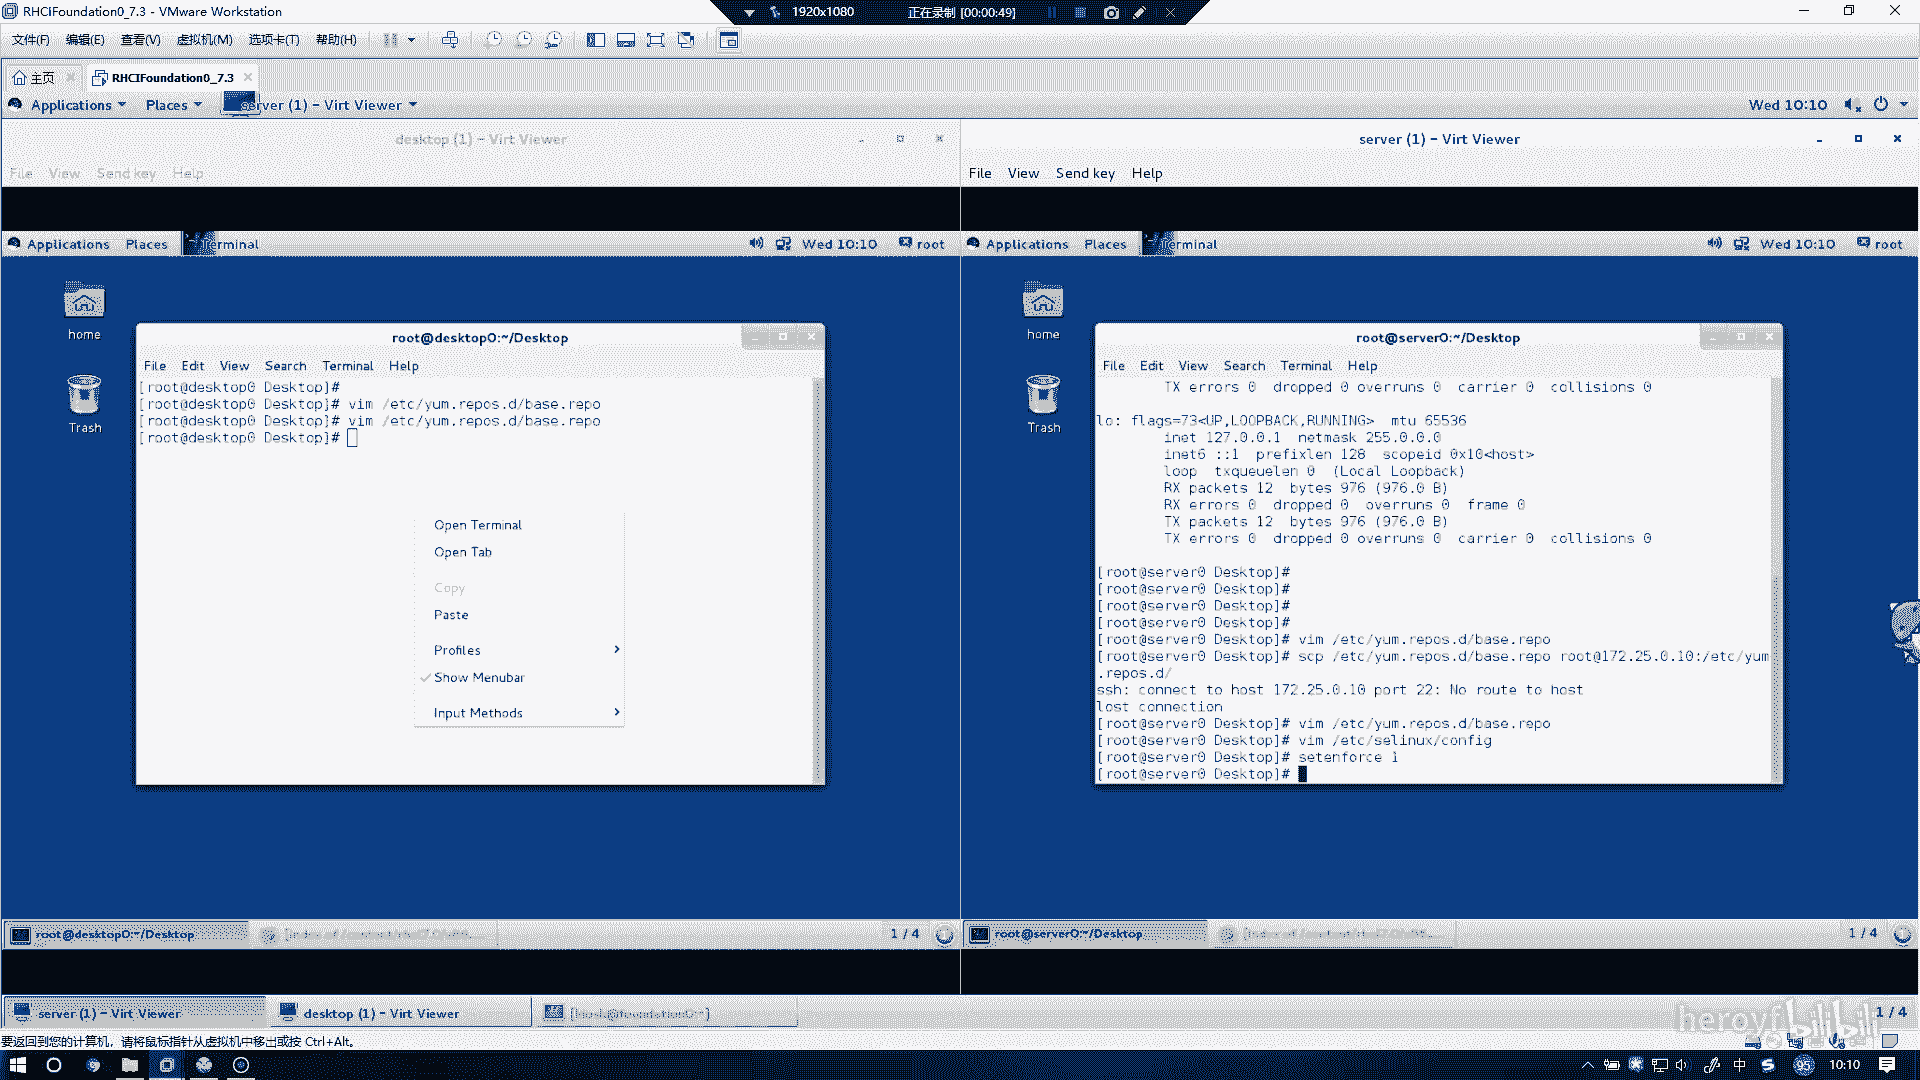 RHCIFoundation0_7.3 - VMware Workstation
1920x1080
正在录制 [00:00:49]
文件(F) 编辑(E) 查看(V) 虚拟机(M) 选项卡(T) 帮助(H)
主页
RHCIFoundation0_7.3
Applications Places server (1) - Virt Viewer
Wed 10:10
desktop (1) - Virt Viewer
File View Send key Help
Applications Places Terminal
Wed 10:10 root
home
Trash
root@desktop0:~/Desktop
File Edit View Search Terminal Help
[root@desktop0 Desktop]#
[root@desktop0 Desktop]# vim /etc/yum.repos.d/base.repo
[root@desktop0 Desktop]# vim /etc/yum.repos.d/base.repo
[root@desktop0 Desktop]#
Open Terminal
Open Tab
Copy
Paste
Profiles
Show Menubar
Input Methods
root@desktop0:~/Desktop
1 / 4
server (1) - Virt Viewer
File View Send key Help
Applications Places Terminal
Wed 10:10 root
home
Trash
root@server0:~/Desktop
File Edit View Search Terminal Help
TX errors 0 dropped 0 overruns 0 carrier 0 collisions 0
lo: flags=73<UP,LOOPBACK,RUNNING> mtu 65536
inet 127.0.0.1 netmask 255.0.0.0
inet6 ::1 prefixlen 128 scopeid 0x10<host>
loop txqueuelen 0 (Local Loopback)
RX packets 12 bytes 976 (976.0 B)
RX errors 0 dropped 0 overruns 0 frame 0
TX packets 12 bytes 976 (976.0 B)
TX errors 0 dropped 0 overruns 0 carrier 0 collisions 0
[root@server0 Desktop]#
[root@server0 Desktop]#
[root@server0 Desktop]#
[root@server0 Desktop]#
[root@server0 Desktop]# vim /etc/yum.repos.d/base.repo
[root@server0 Desktop]# scp /etc/yum.repos.d/base.repo root@172.25.0.10:/etc/yum
.repos.d/
ssh: connect to host 172.25.0.10 port 22: No route to host
lost connection
[root@server0 Desktop]# vim /etc/yum.repos.d/base.repo
[root@server0 Desktop]# vim /etc/selinux/config
[root@server0 Desktop]# setenforce 1
[root@server0 Desktop]#
root@server0:~/Desktop
1 / 4
server (1) - Virt Viewer
desktop (1) - Virt Viewer
1 / 4
bilibili
要返回到您的计算机，请将鼠标指针从虚拟机中移出或按 Ctrl+Alt。
中
95
10:10